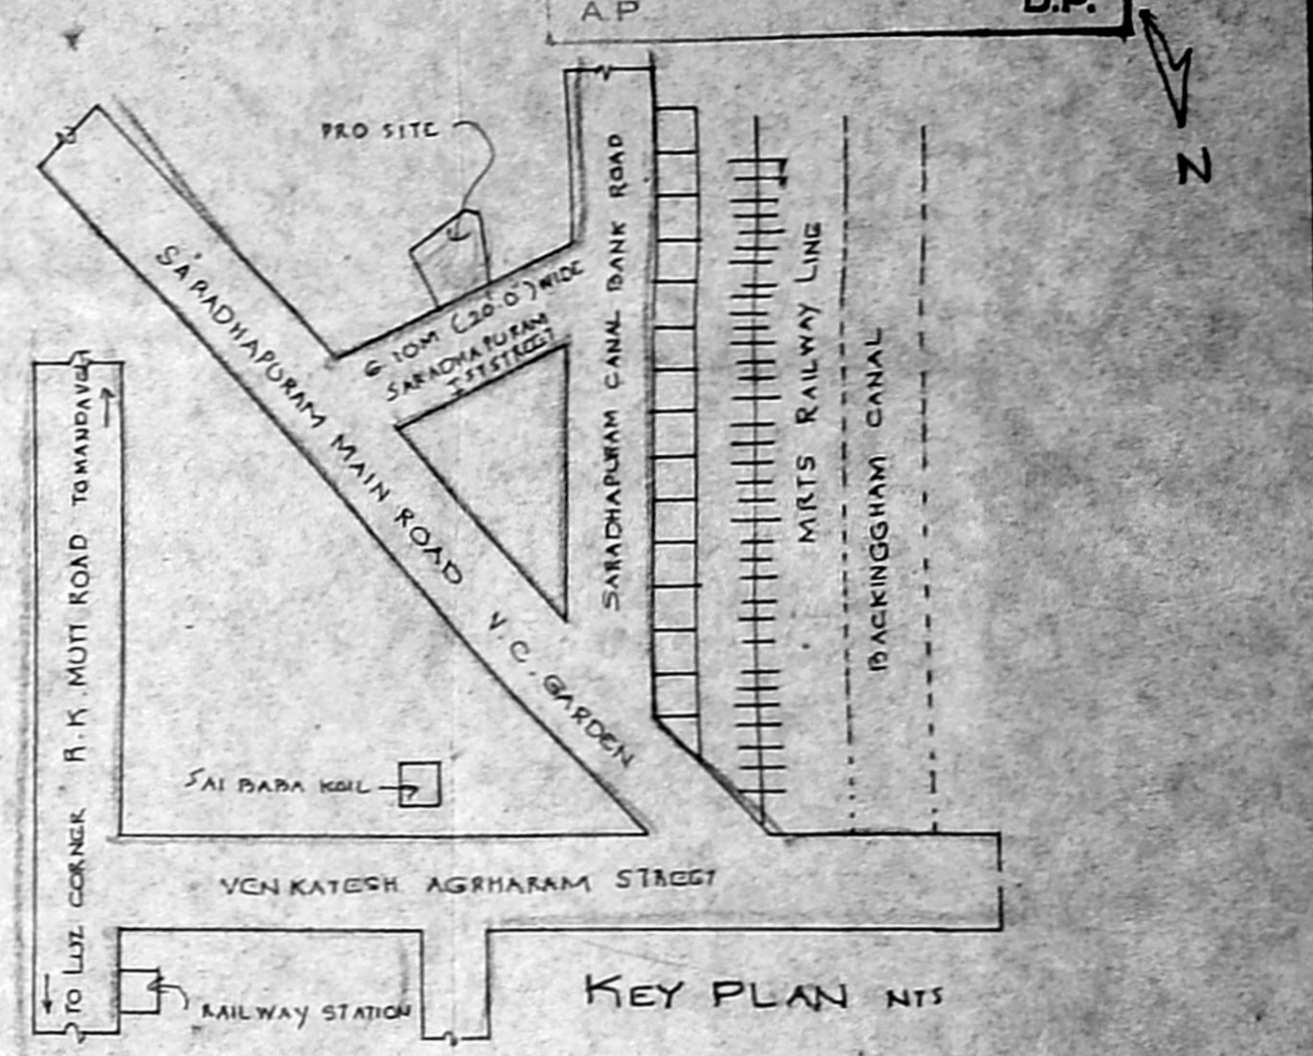 A.P
D.P.
N
PRO SITE
SARADHAPURAM MAIN ROAD
V.C. GARDEN
6.10M (20'.0") WIDE
SARADHAPURAM
IST STREET
SARADHAPURAM CANAL BANK ROAD
MRTS RAILWAY LINE
BACKINGGHAM CANAL
TO LUZ CORNER R.K. MUTT ROAD TO MANDAVELI
SAI BABA KOIL
VENKATESH AGRHARAM STREET
RAILWAY STATION
KEY PLAN NTS